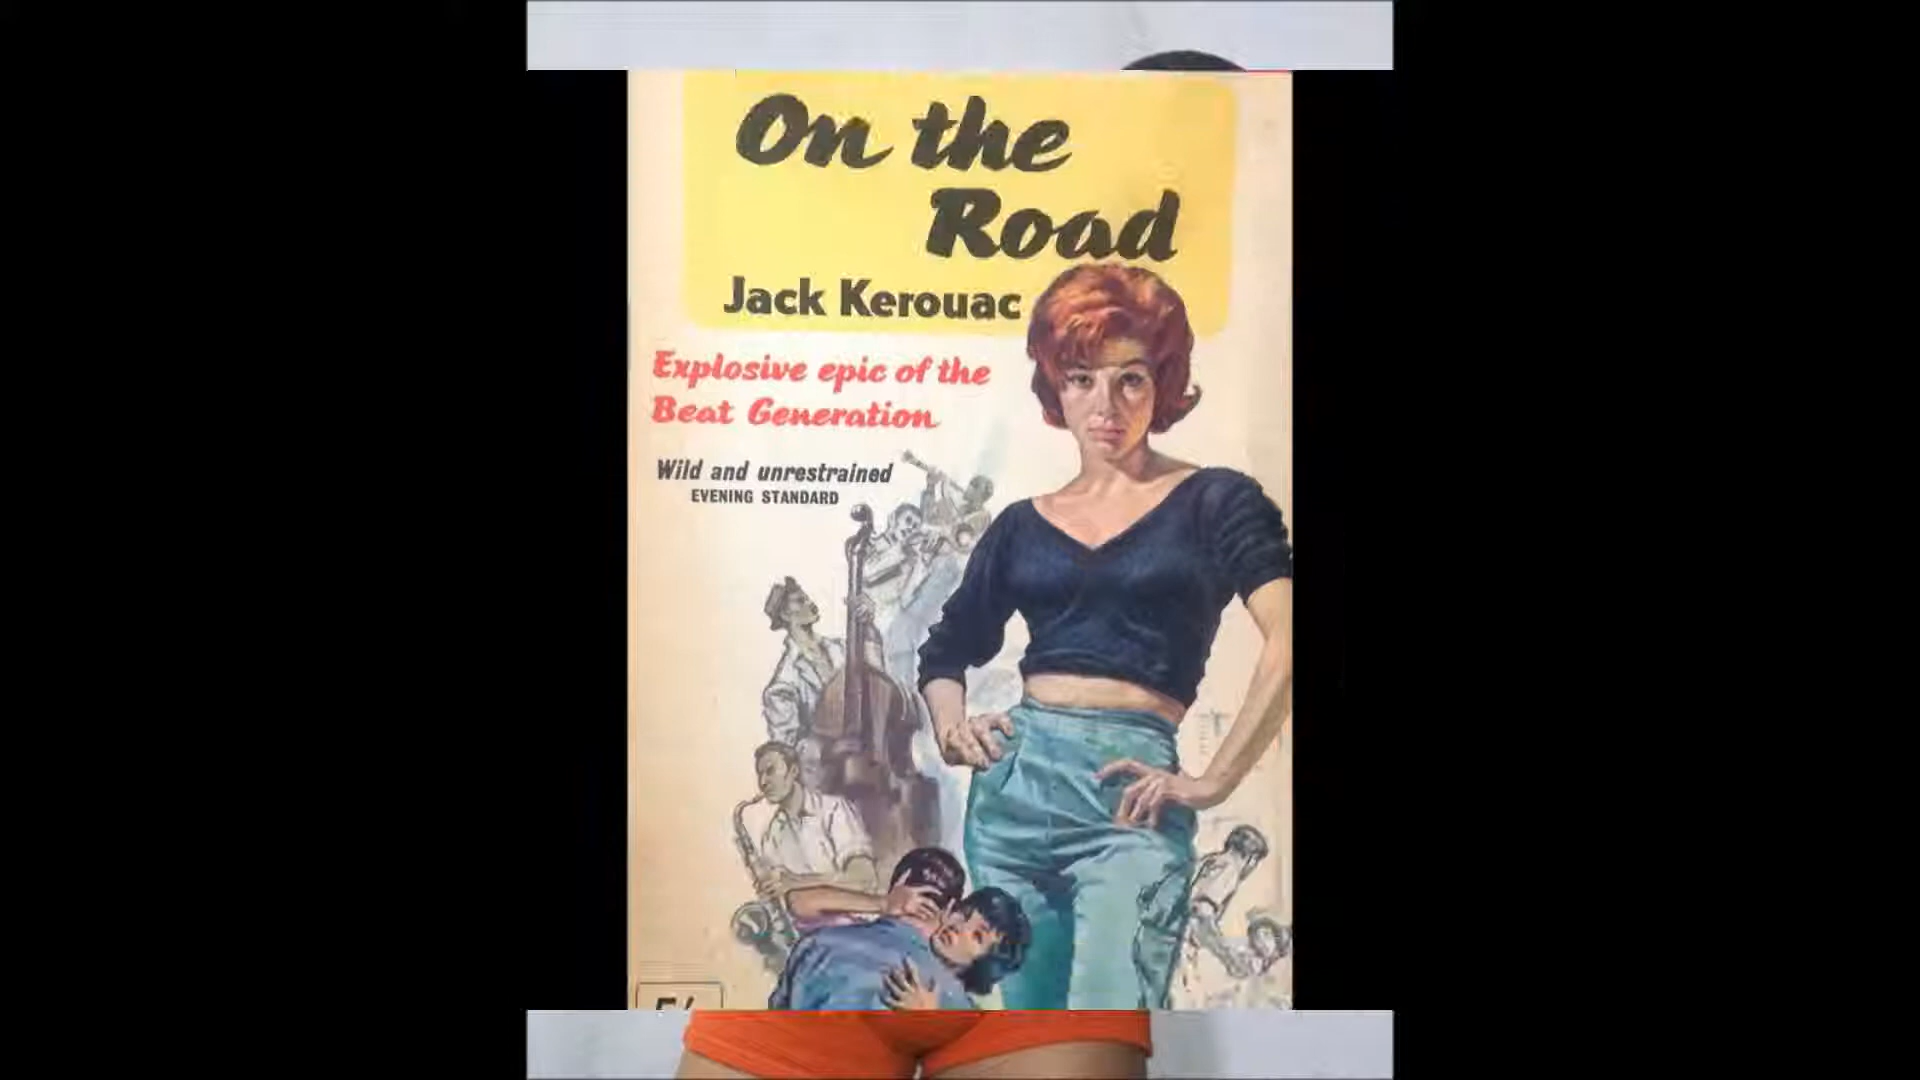 On the
Road
Jack Kerouac
Explosive epic of the
Beat Generation
Wild and unrestrained
EVENING STANDARD